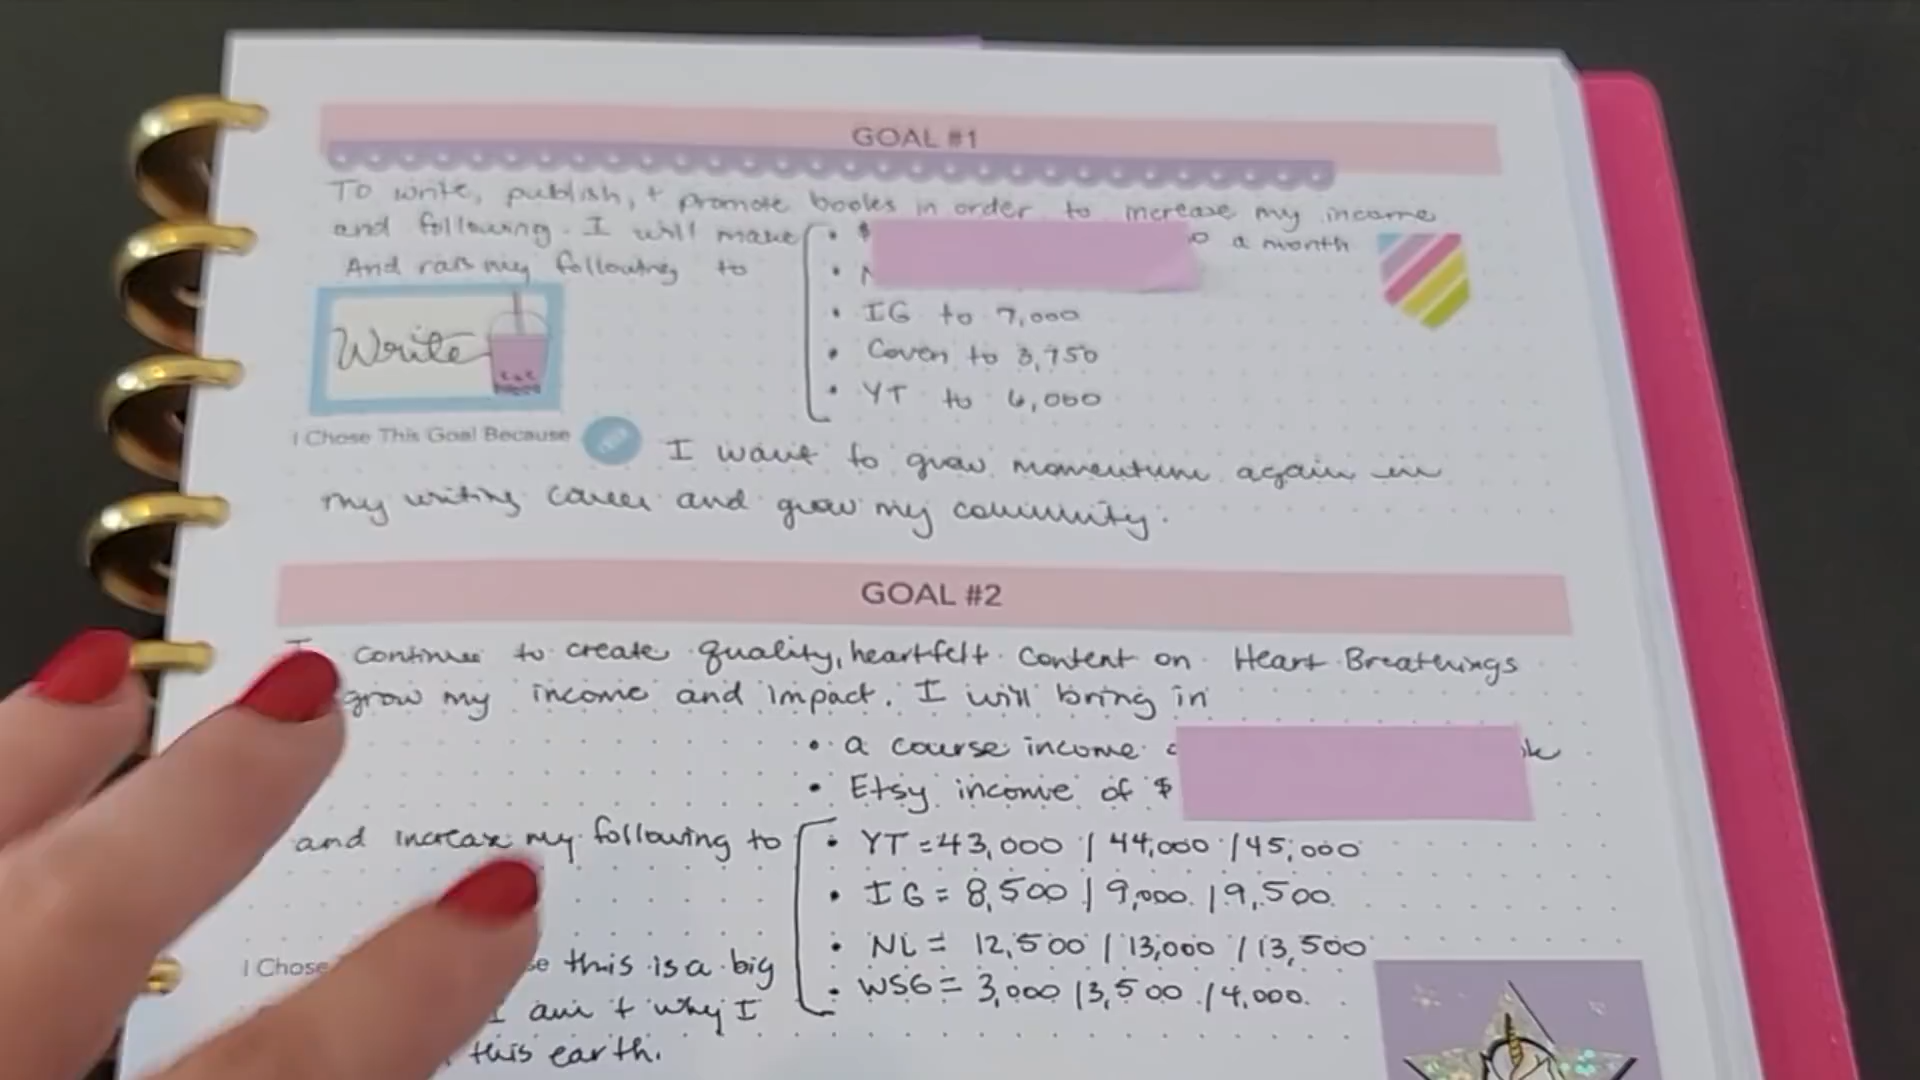 GOAL #1
To write, publish, + promote books in order to increase my income
and following. I will make • $ a month
And rais my following to •
• IG to 7,000
Write
• Coven to 3,750
• YT to 6,000
I Chose This Goal Because I want to grow momentum again in
my writing career and grow my community.
GOAL #2
continue to create quality, heartfelt content on Heart Breathings
grow my income and impact. I will bring in
• a course income
• Etsy income of $
and increase my following to • YT = 43,000 / 44,000 / 45,000
• IG = 8,500 / 9,000 / 9,500
• NL = 12,500 / 13,000 / 13,500
I Chose this is a big
• WSG = 3,000 / 3,500 / 4,000.
I am + why I
this earth.